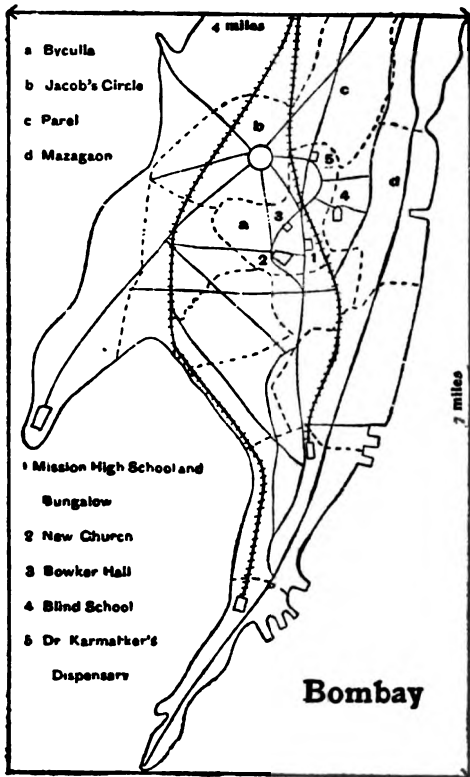 4 miles
a Byculla
b Jacob's Circle
c Parel
d Mazagaon
b
c
5
4
d
3
a
2
1
7 miles
1 Mission High School and
Bungalow
2 New Church
3 Bowker Hall
4 Blind School
5 Dr Karmarker's
Dispensary
Bombay